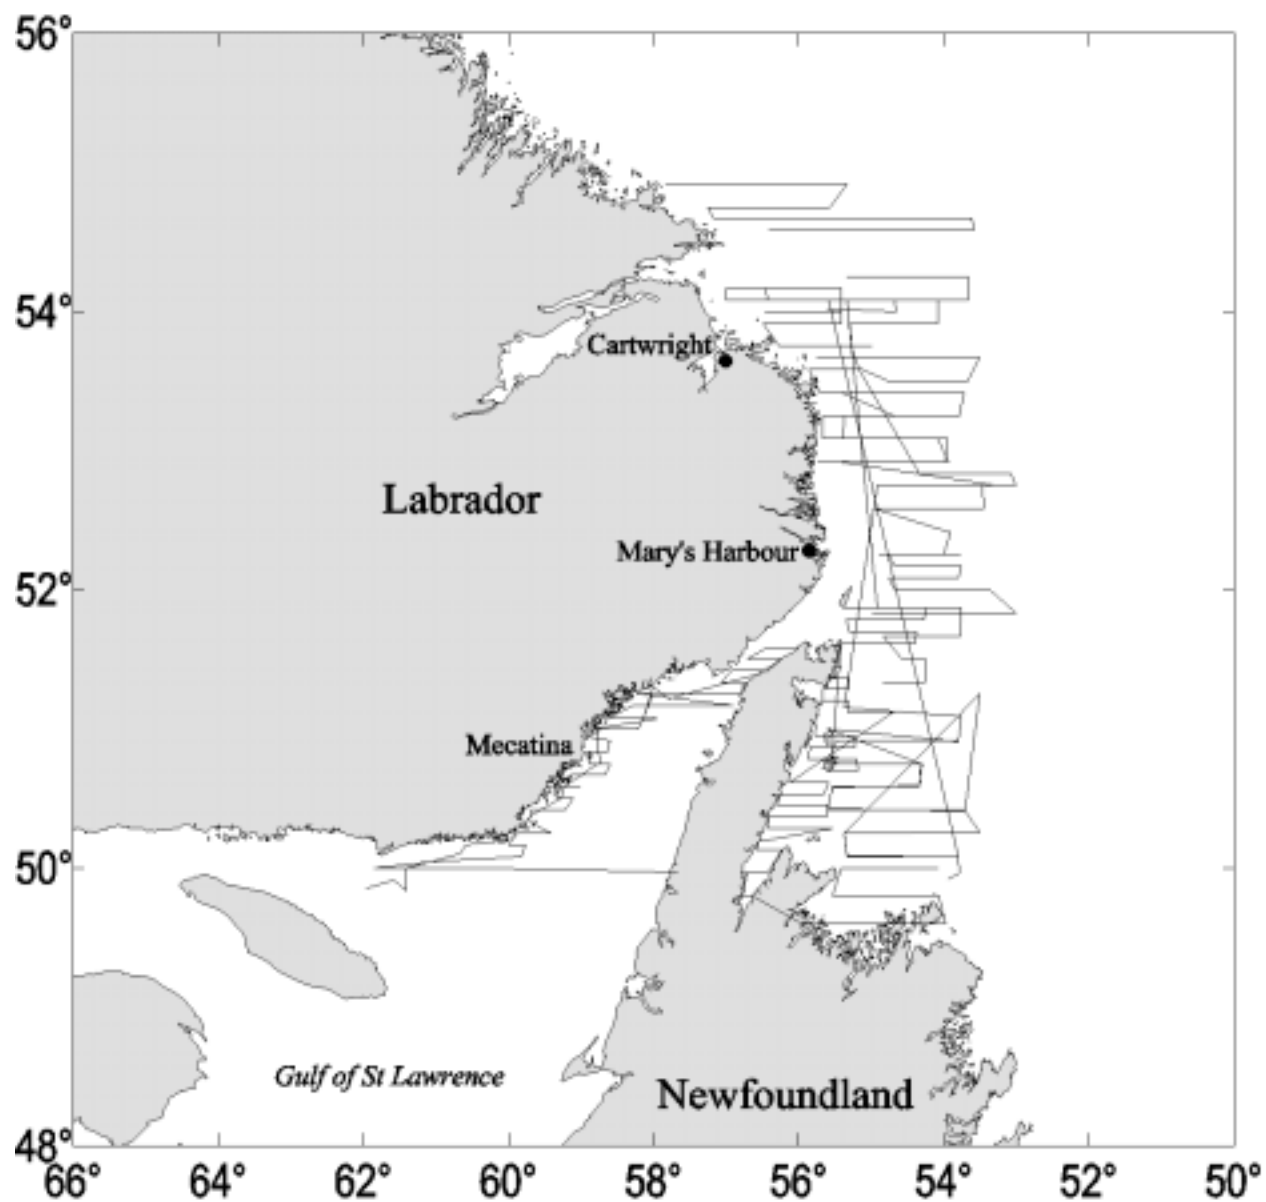 56°
54°
Cartwright
Labrador
Mary's Harbour
52°
Mecatina
50°
Gulf of St Lawrence
Newfoundland
48°
66° 64° 62° 60° 58° 56° 54° 52° 50°